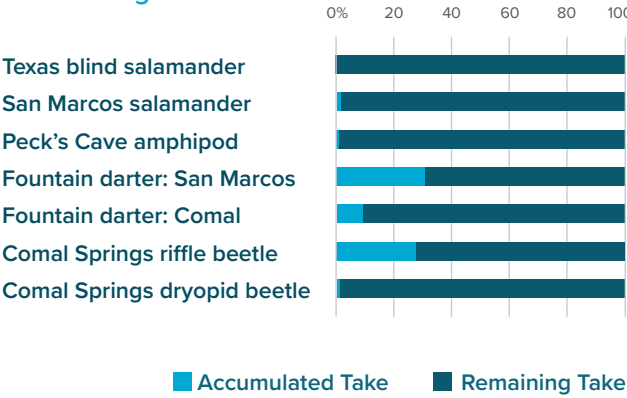 0% 20 40 60 80
Texas blind salamander
San Marcos salamander
Peck’s Cave amphipod
Fountain darter: San Marcos
Fountain darter: Comal
Comal Springs riffle beetle
Comal Springs dryopid beetle
Accumulated Take Remaining Take